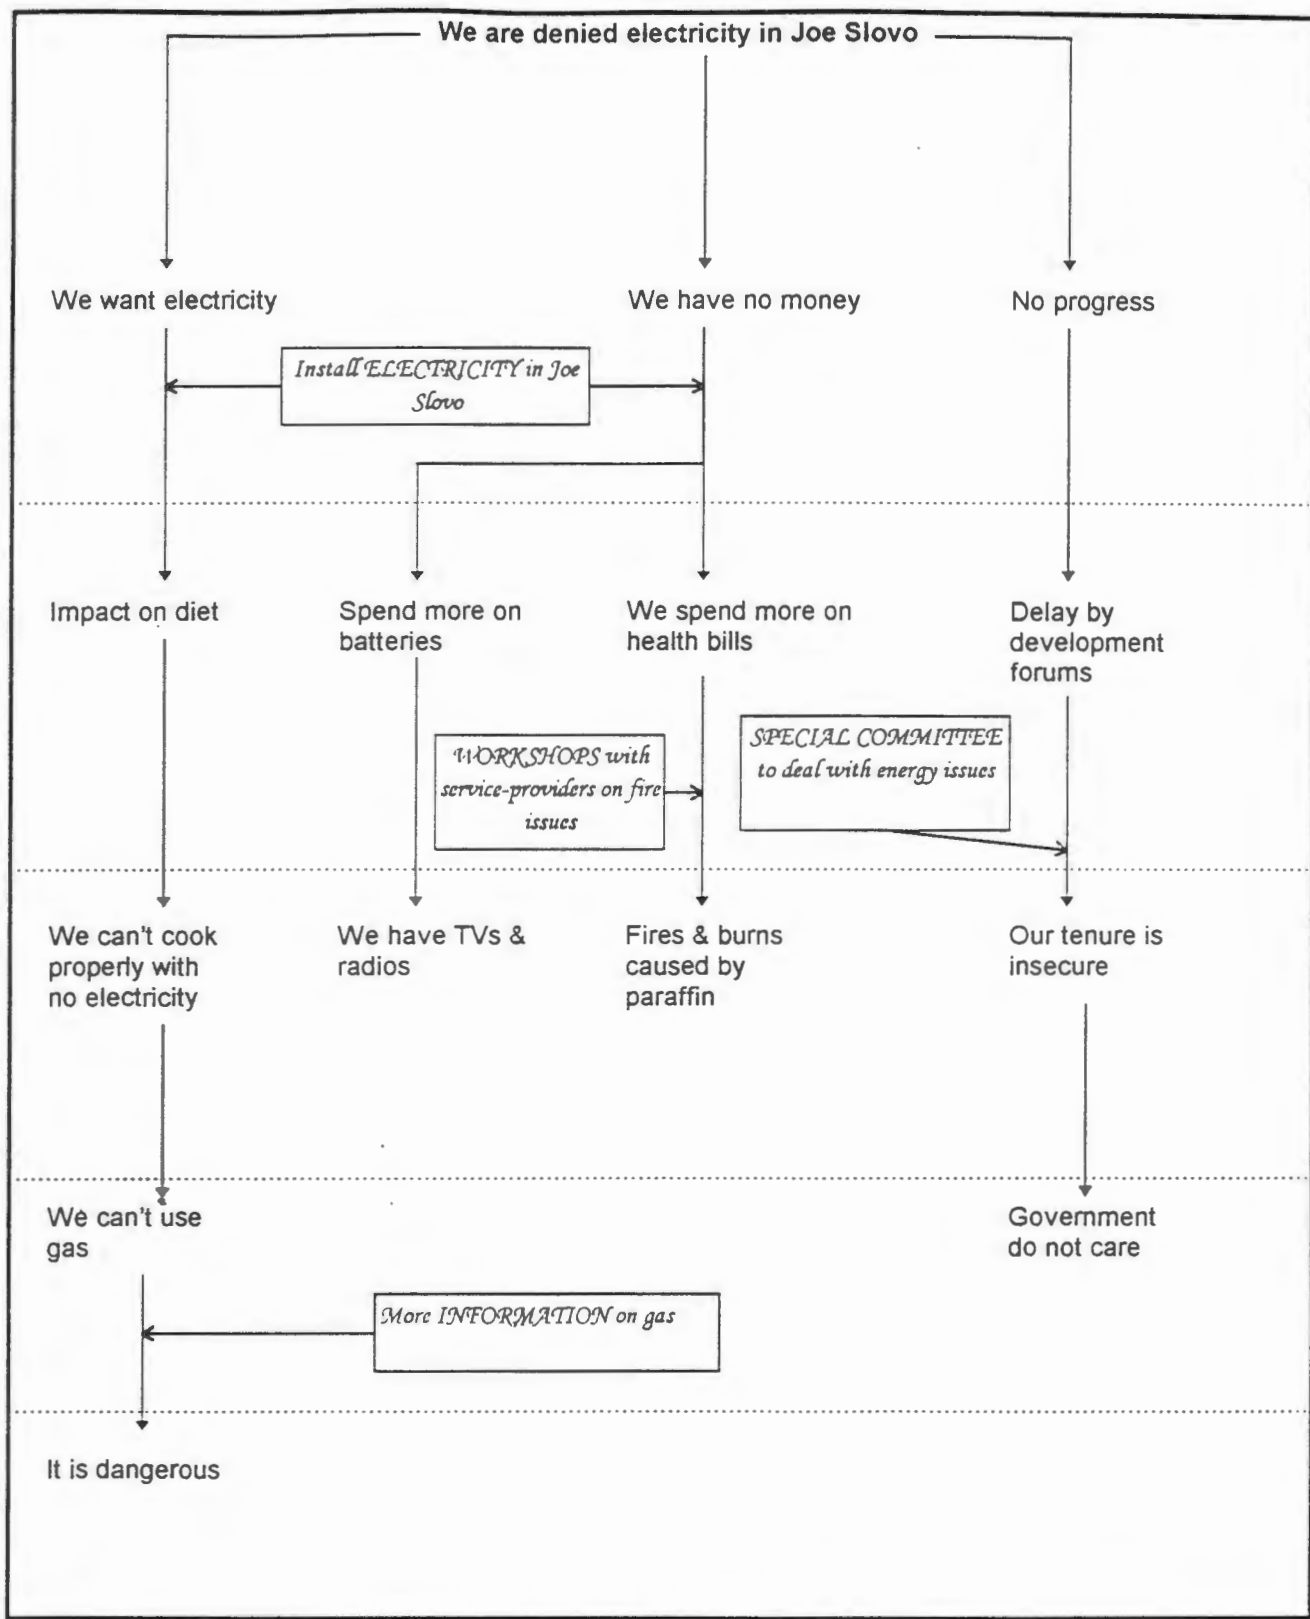 We are denied electricity in Joe Slovo
We want electricity
We have no money
No progress
Install ELECTRICITY in Joe
Slovo
Impact on diet
Spend more on
batteries
We spend more on
health bills
Delay by
development
forums
WORKSHOPS with
service-providers on fire
issues
SPECIAL COMMITTEE
to deal with energy issues
We can't cook
properly with
no electricity
We have TVs &
radios
Fires & burns
caused by
paraffin
Our tenure is
insecure
We can't use
gas
Government
do not care
More INFORMATION on gas
It is dangerous